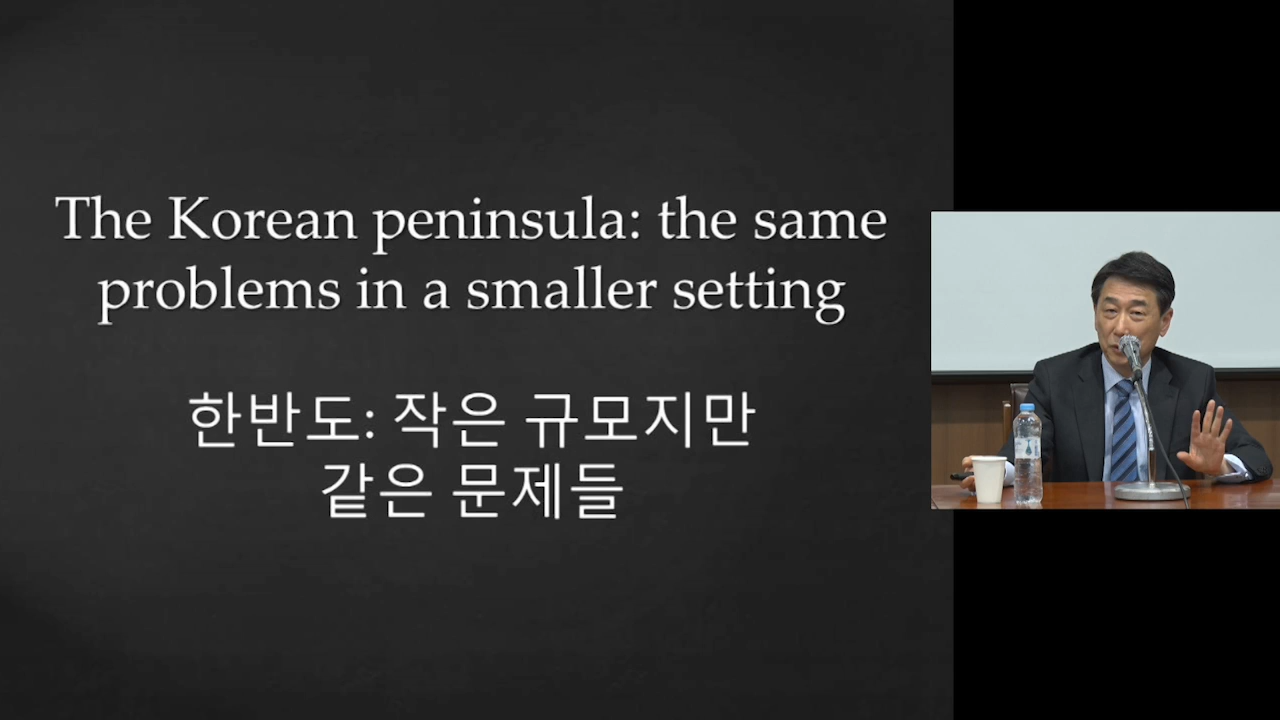 The Korean peninsula: the same
problems in a smaller setting
한반도: 작은 규모지만
같은 문제들